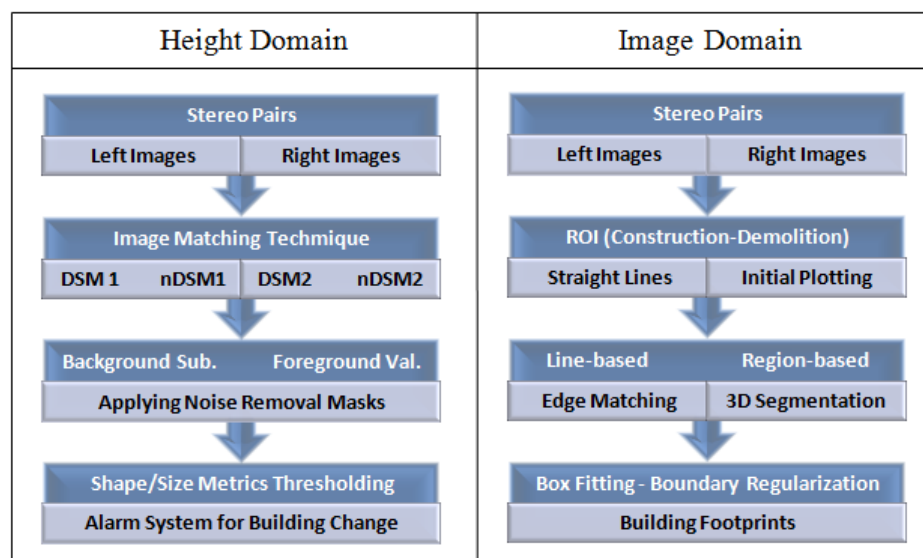 Height Domain
Stereo Pairs
Left Images Right Images
Image Matching Technique
DSM 1 nDSM1 DSM2 nDSM2
Background Sub. Foreground Val.
Applying Noise Removal Masks
Shape/Size Metrics Thresholding
Alarm System for Building Change
Image Domain
Stereo Pairs
Left Images Right Images
ROI (Construction-Demolition)
Straight Lines Initial Plotting
Line-based Region-based
Edge Matching 3D Segmentation
Box Fitting - Boundary Regularization
Building Footprints